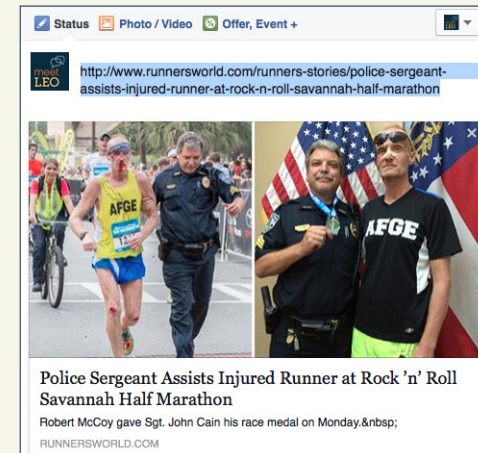 Status Photo / Video Offer, Event +
meet
LEO
http://www.runnersworld.com/runners-stories/police-sergeant-
assists-injured-runner-at-rock-n-roll-savannah-half-marathon
AFGE
AFGE
Police Sergeant Assists Injured Runner at Rock ’n’ Roll
Savannah Half Marathon
Robert McCoy gave Sgt. John Cain his race medal on Monday.&nbsp;
RUNNERSWORLD.COM